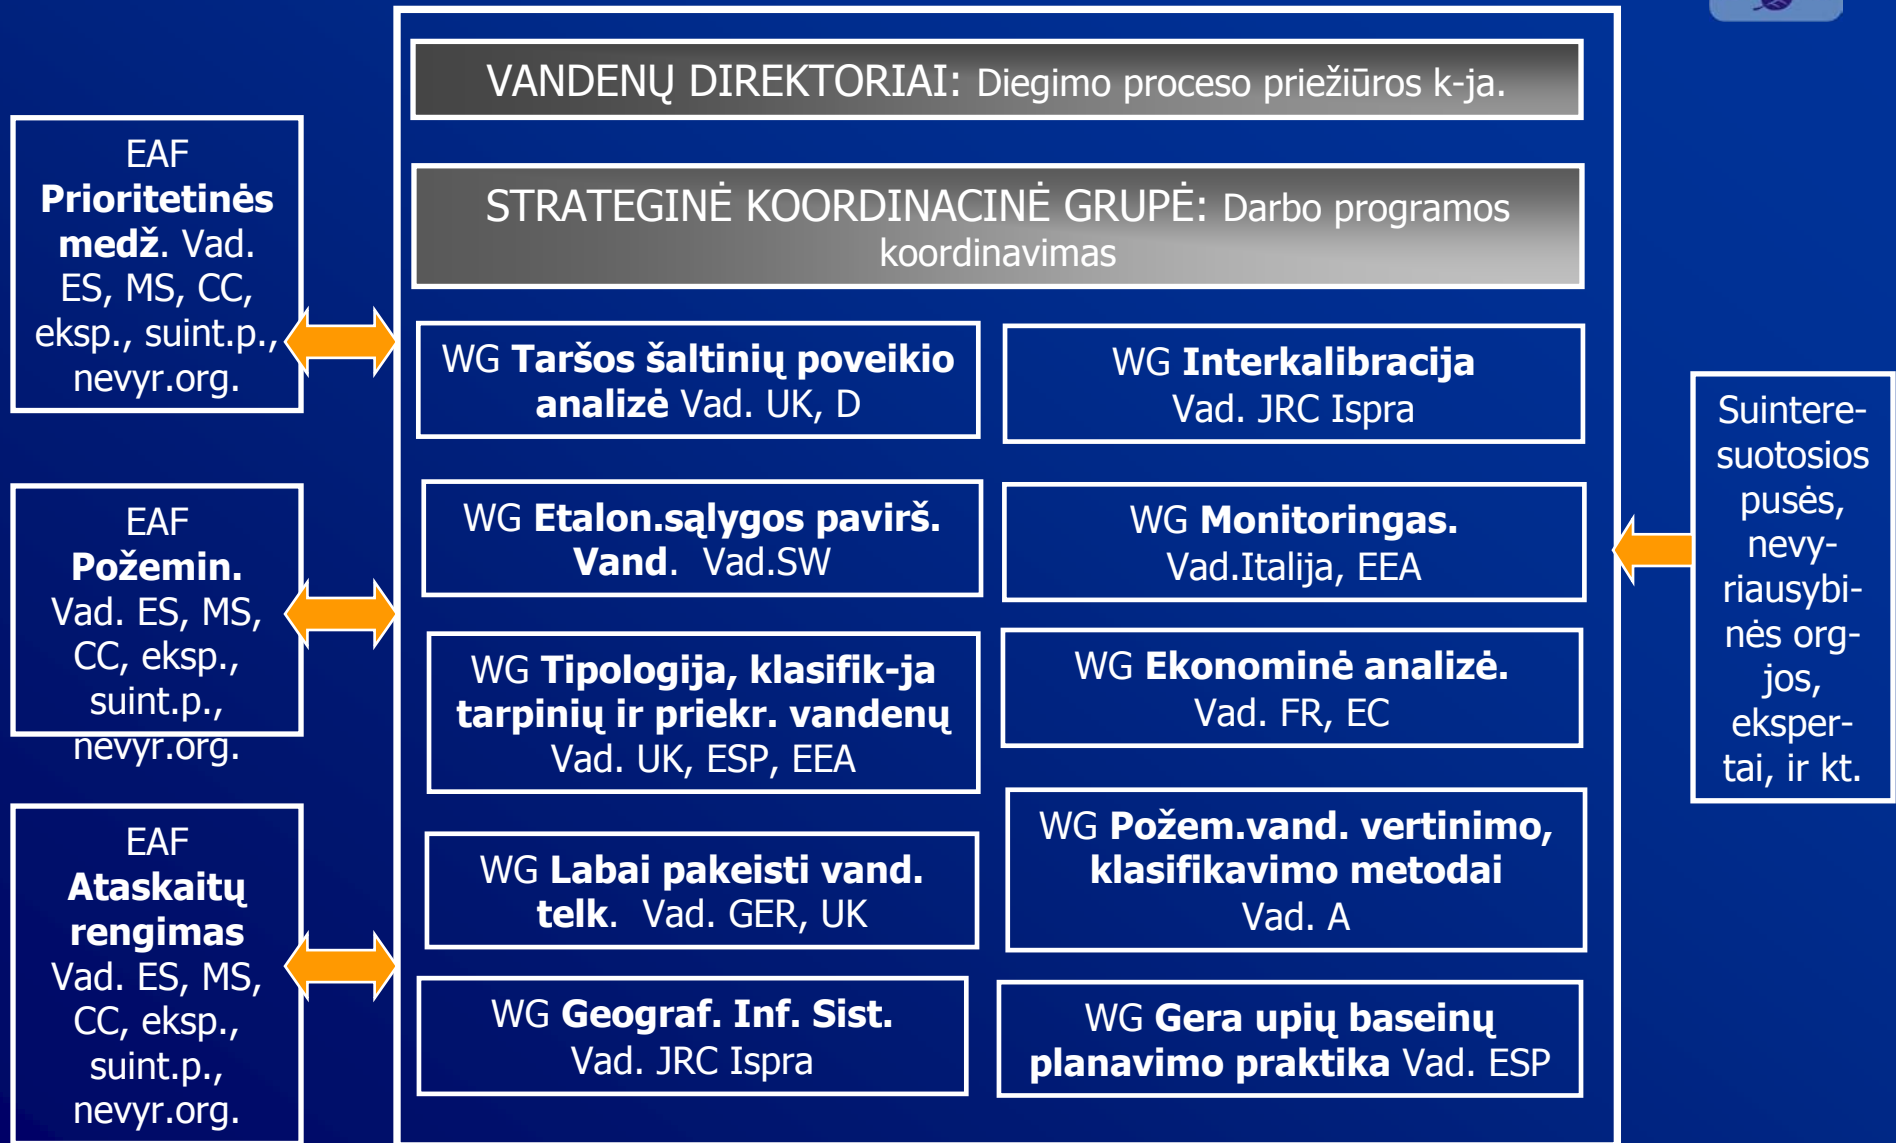 VANDENŲ DIREKTORIAI: Diegimo proceso priežiūros k-ja.
STRATEGINĖ KOORDINACINĖ GRUPĖ: Darbo programos
koordinavimas
EAF
Prioritetinės
medž. Vad.
ES, MS, CC,
eksp., suint.p.,
nevyr.org.
EAF
Požemin.
Vad. ES, MS,
CC, eksp.,
suint.p.,
nevyr.org.
EAF
Ataskaitų
rengimas
Vad. ES, MS,
CC, eksp.,
suint.p.,
nevyr.org.
WG Taršos šaltinių poveikio
analizė Vad. UK, D
WG Etalon.sąlygos pavirš.
Vand. Vad.SW
WG Tipologija, klasifik-ja
tarpinių ir priekr. vandenų
Vad. UK, ESP, EEA
WG Labai pakeisti vand.
telk. Vad. GER, UK
WG Geograf. Inf. Sist.
Vad. JRC Ispra
WG Interkalibracija
Vad. JRC Ispra
WG Monitoringas.
Vad.Italija, EEA
WG Ekonominė analizė.
Vad. FR, EC
WG Požem.vand. vertinimo,
klasifikavimo metodai
Vad. A
WG Gera upių baseinų
planavimo praktika Vad. ESP
Suintere-
suotosios
pusės,
nevy-
riausybi-
nės org-
jos,
eksper-
tai, ir kt.